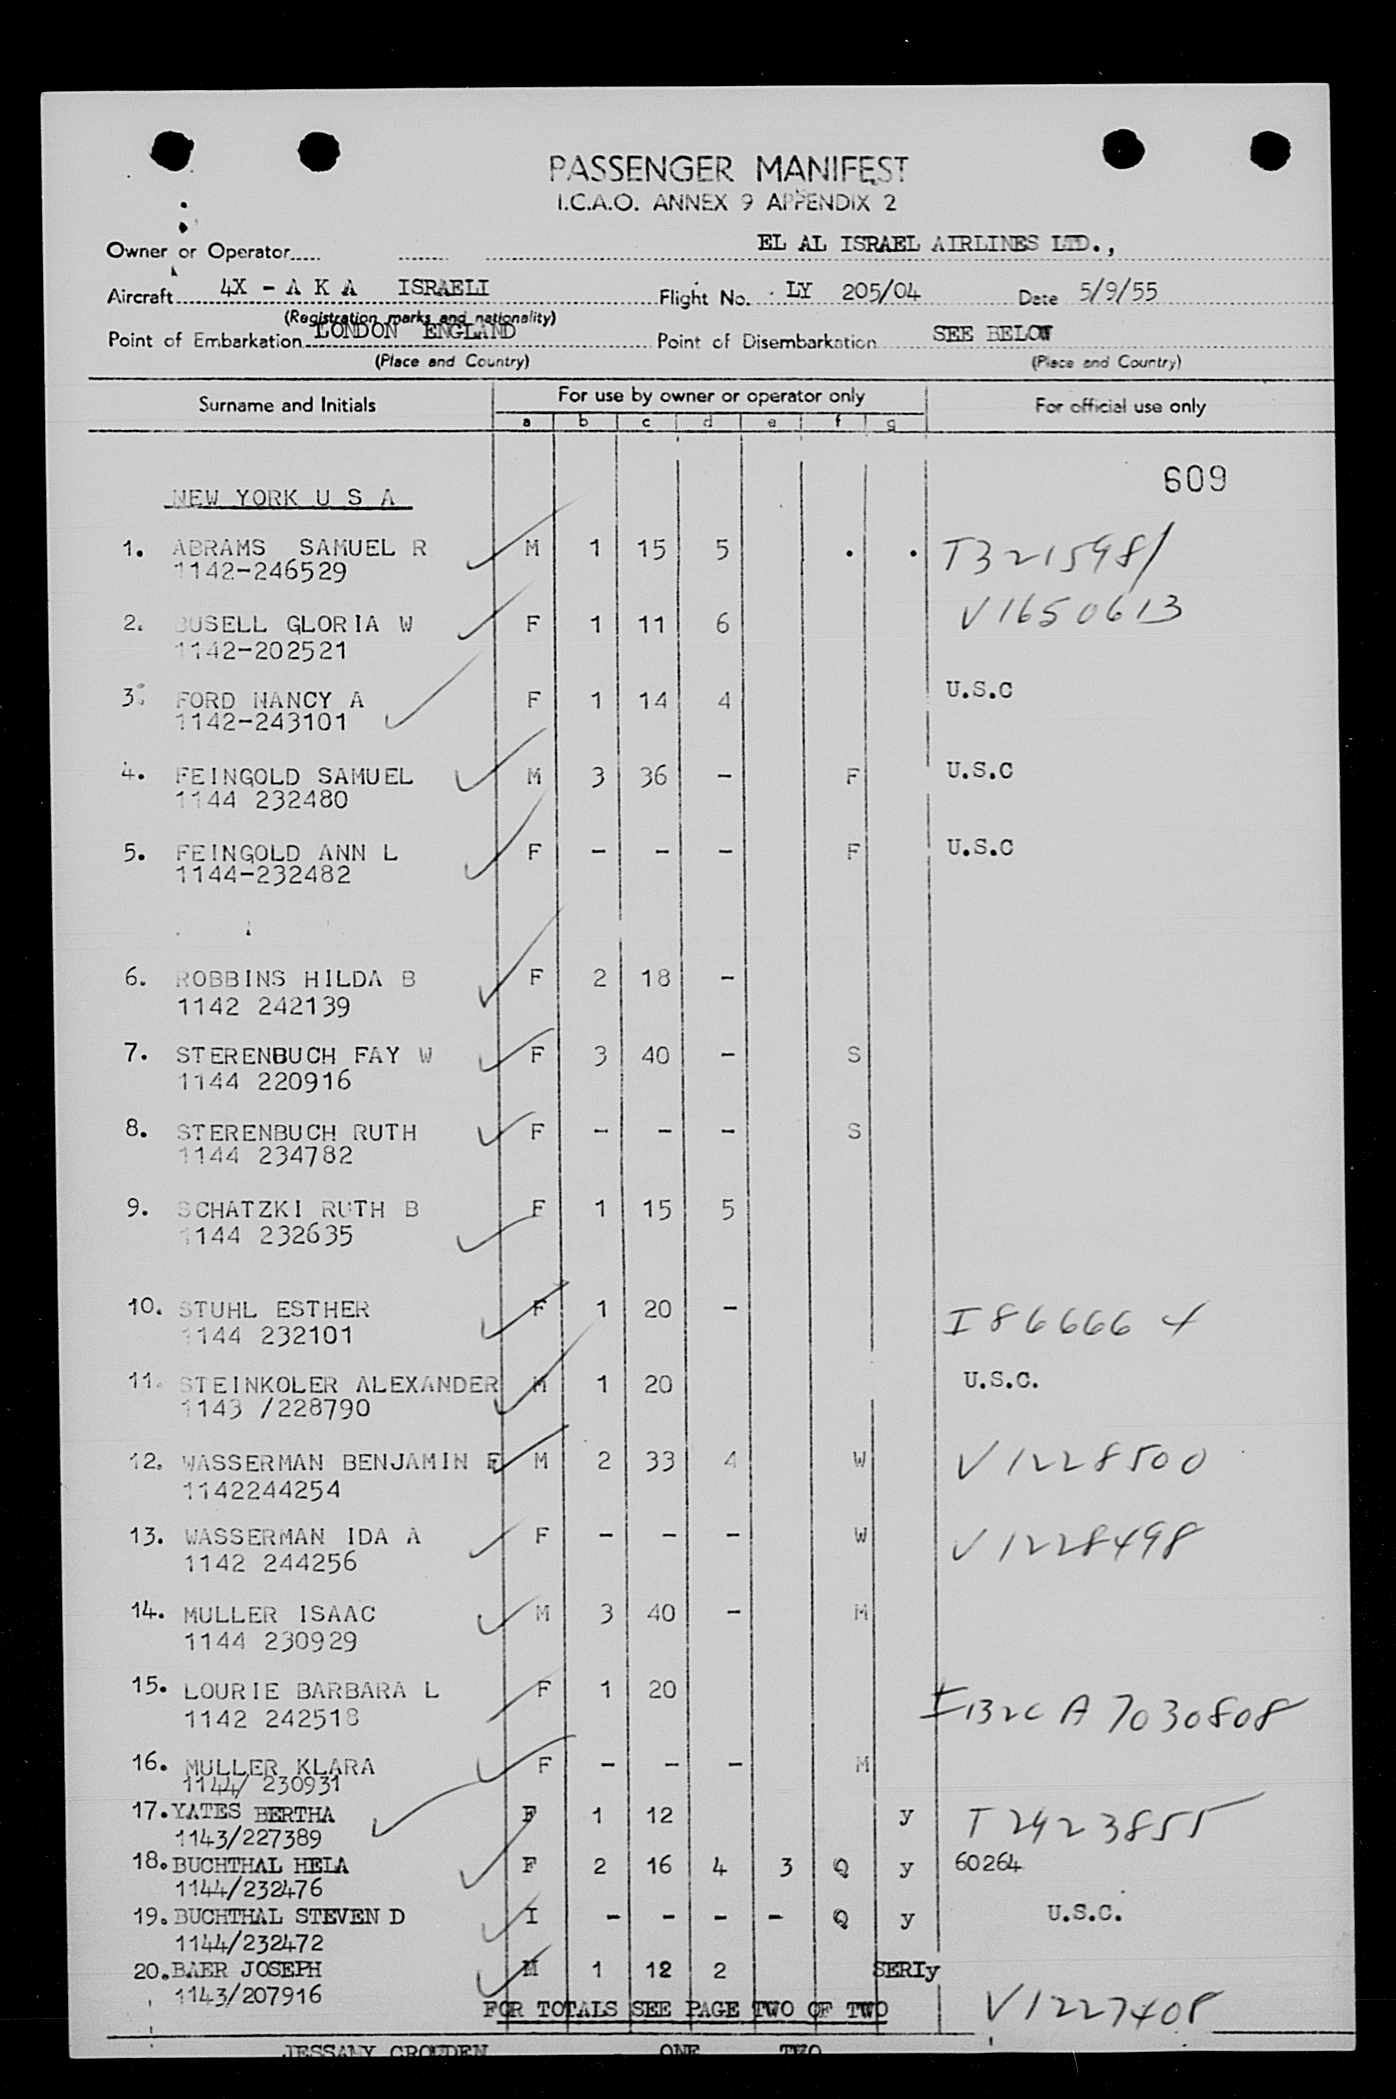 PASSENGER MANIFEST
I.C.A.O. ANNEX 9 APPENDIX 2
Owner or Operator EL AL ISRAEL AIRLINES LTD.,
Aircraft 4X - A K A ISRAELI Flight No. LY 205/04 Date 5/9/55
(Registration marks and nationality)
Point of Embarkation LONDON ENGLAND Point of Disembarkation SEE BELOW
(Place and Country) (Place and Country)
Surname and Initials For use by owner or operator only For official use only
a b c d e f g
609
NEW YORK U S A
1. ABRAMS SAMUEL R M 1 15 5 . . T3215981
1142-246529
2. BUSELL GLORIA W F 1 11 6 V1650613
1142-202521
3. FORD NANCY A F 1 14 4 U.S.C
1142-243101
4. FEINGOLD SAMUEL M 3 36 - F U.S.C
1144 232480
5. FEINGOLD ANN L F - - - F U.S.C
1144-232482
6. ROBBINS HILDA B F 2 18 -
1142 242139
7. STERENBUCH FAY W F 3 40 - S
1144 220916
8. STERENBUCH RUTH F - - - S
1144 234782
9. SCHATZKI RUTH B F 1 15 5
1144 232635
10. STUHL ESTHER F 1 20 - I 866664
1144 232101
11. STEINKOLER ALEXANDER M 1 20 U.S.C.
1143 /228790
12. WASSERMAN BENJAMIN F M 2 33 4 W V1228500
1142244254
13. WASSERMAN IDA A F - - - W V1228498
1142 244256
14. MULLER ISAAC M 3 40 - M
1144 230929
15. LOURIE BARBARA L F 1 20 A 7030808
1142 242518
16. MULLER KLARA F - - - M
1144/ 230931
17. YATES BERTHA F 1 12 y T 2423855
1143/227389
18. BUCHTHAL HELA F 2 16 4 3 Q y 60264
1144/232476
19. BUCHTHAL STEVEN D I - - - - Q y U.S.C.
1144/232472
20. BAER JOSEPH M 1 12 2 SERIy
1143/207916 V1227408
FOR TOTALS SEE PAGE TWO OF TWO
JESSAMY CROWDEN ONE TWO